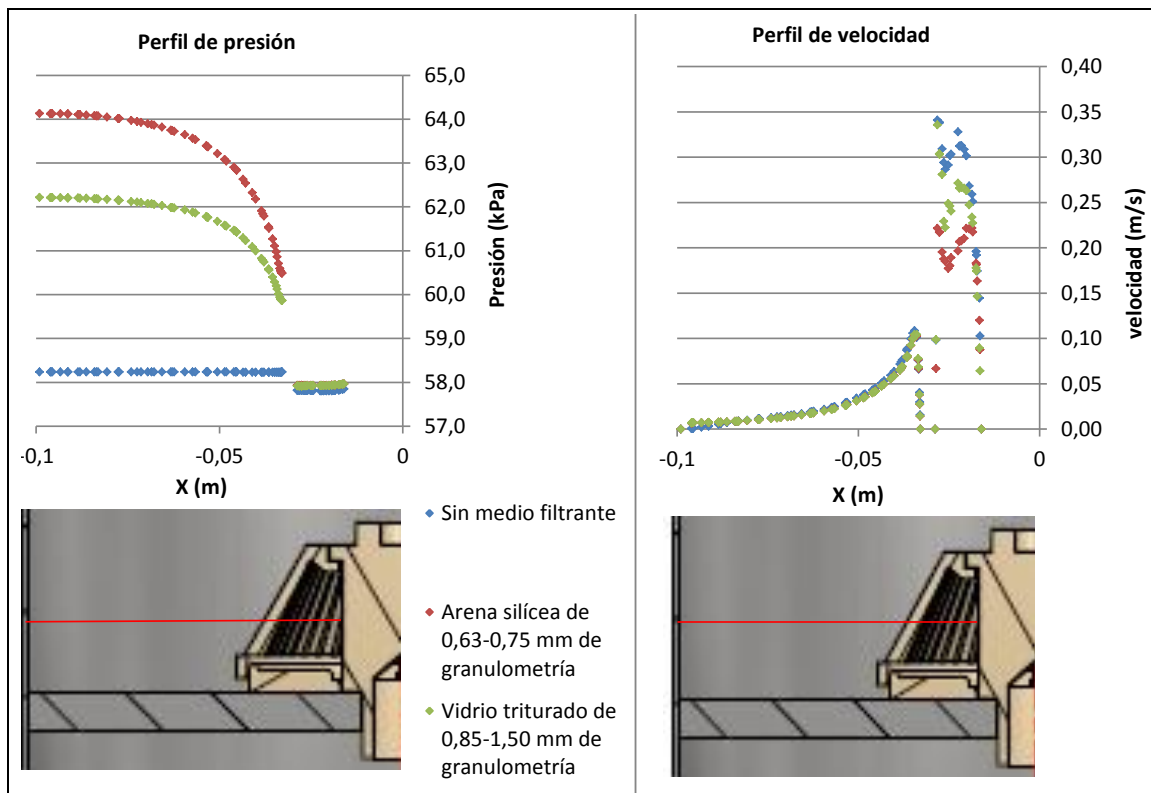 Perfil de presión
65,0
64,0
63,0
62,0
61,0
60,0
59,0
58,0
57,0
Presión (kPa)
-0,1
-0,05
0
X (m)
Perfil de velocidad
0,40
0,35
0,30
0,25
0,20
0,15
0,10
0,05
0,00
velocidad (m/s)
-0,1
-0,05
0
X (m)
Sin medio filtrante
Arena silícea de
0,63-0,75 mm de
granulometría
Vidrio triturado de
0,85-1,50 mm de
granulometría